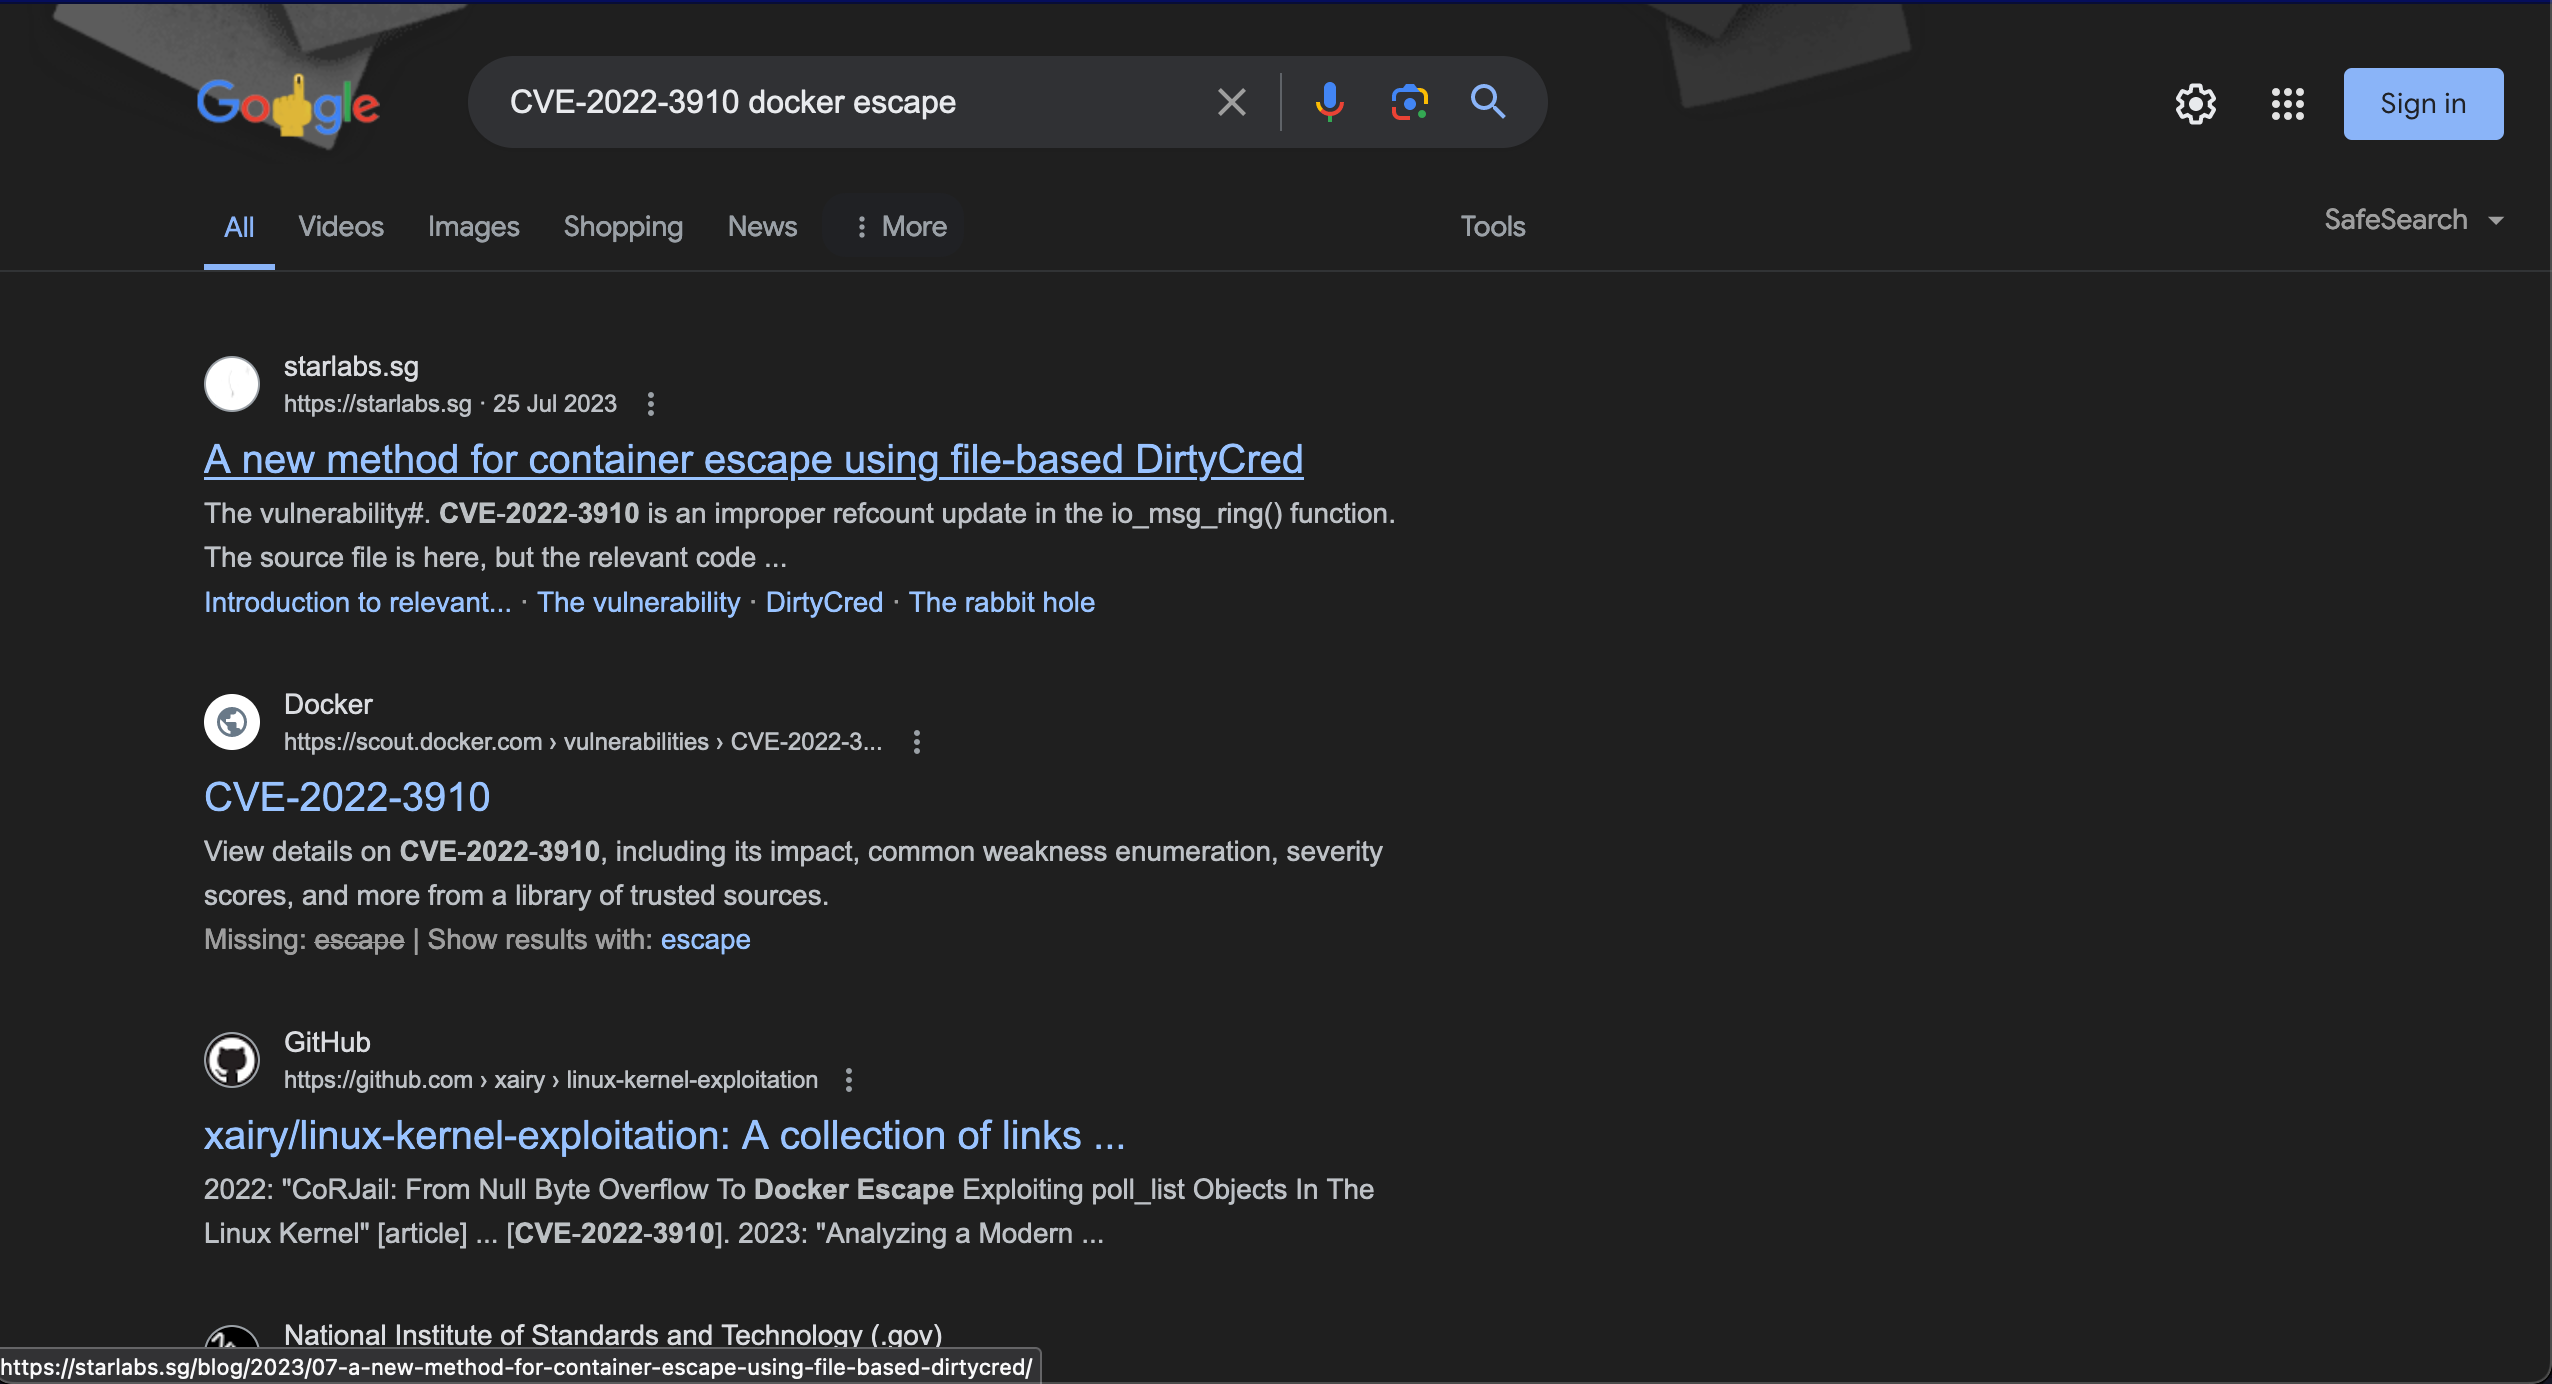 Google
CVE-2022-3910 docker escape
Sign in
All
Videos
Images
Shopping
News
More
Tools
SafeSearch
starlabs.sg
https://starlabs.sg · 25 Jul 2023
A new method for container escape using file-based DirtyCred
The vulnerability#. CVE-2022-3910 is an improper refcount update in the io_msg_ring() function.
The source file is here, but the relevant code ...
Introduction to relevant... · The vulnerability · DirtyCred · The rabbit hole
Docker
https://scout.docker.com › vulnerabilities › CVE-2022-3...
CVE-2022-3910
View details on CVE-2022-3910, including its impact, common weakness enumeration, severity
scores, and more from a library of trusted sources.
Missing: escape | Show results with: escape
GitHub
https://github.com › xairy › linux-kernel-exploitation
xairy/linux-kernel-exploitation: A collection of links ...
2022: "CoRJail: From Null Byte Overflow To Docker Escape Exploiting poll_list Objects In The
Linux Kernel" [article] ... [CVE-2022-3910]. 2023: "Analyzing a Modern ...
National Institute of Standards and Technology (.gov)
https://starlabs.sg/blog/2023/07-a-new-method-for-container-escape-using-file-based-dirtycred/